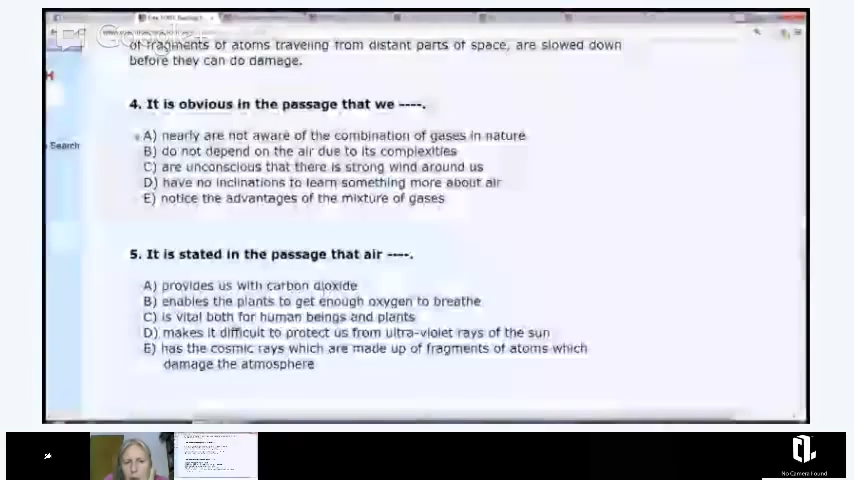 of fragments of atoms traveling from distant parts of space, are slowed down
before they can do damage.
4. It is obvious in the passage that we ----.
A) nearly are not aware of the combination of gases in nature
B) do not depend on the air due to its complexities
C) are unconscious that there is strong wind around us
Search
D) have no inclinations to learn something more about air
E) notice the advantages of the mixture of gases
5. It is stated in the passage that air ----.
A) provides us with carbon dioxide
B) enables the plants to get enough oxygen to breathe
C) is vital both for human beings and plants
D) makes it difficult to protect us from ultra-violet rays of the sun
E) has the cosmic rays which are made up of fragments of atoms which
damage the atmosphere
No Camera Found